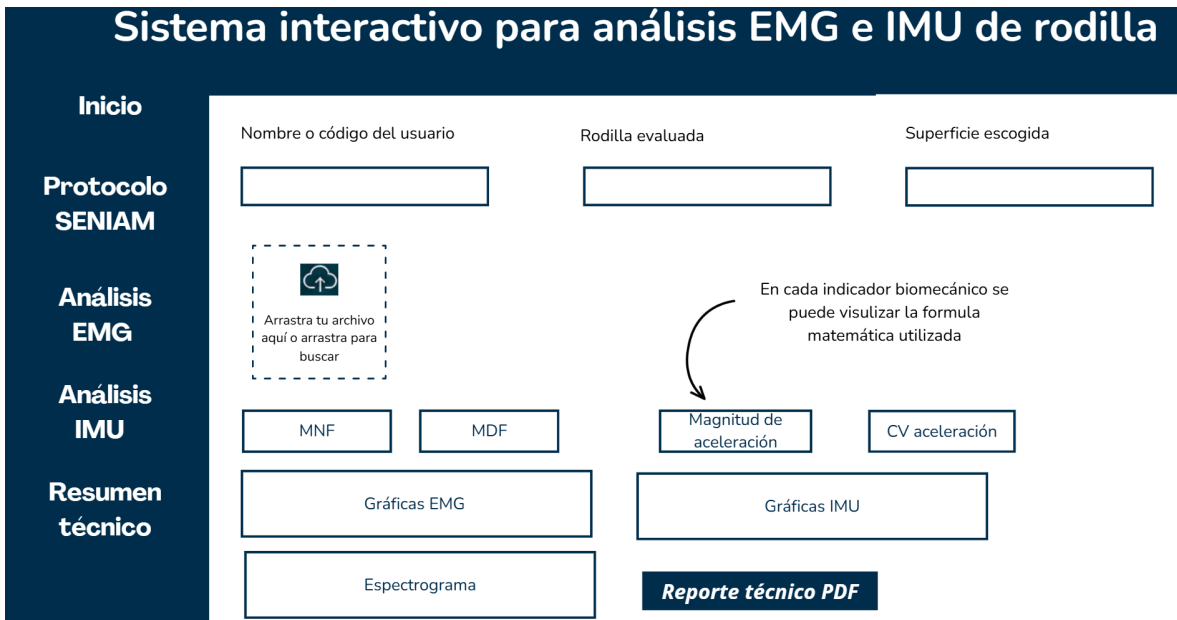 Sistema interactivo para análisis EMG e IMU de rodilla
Inicio
Protocolo
SENIAM
Análisis
EMG
Análisis
IMU
Resumen
técnico
Nombre o código del usuario
Rodilla evaluada
Superficie escogida
Arrastra tu archivo
aquí o arrastra para
buscar
En cada indicador biomecánico se
puede visulizar la formula
matemática utilizada
MNF
MDF
Magnitud de
aceleración
CV aceleración
Gráficas EMG
Gráficas IMU
Espectrograma
Reporte técnico PDF